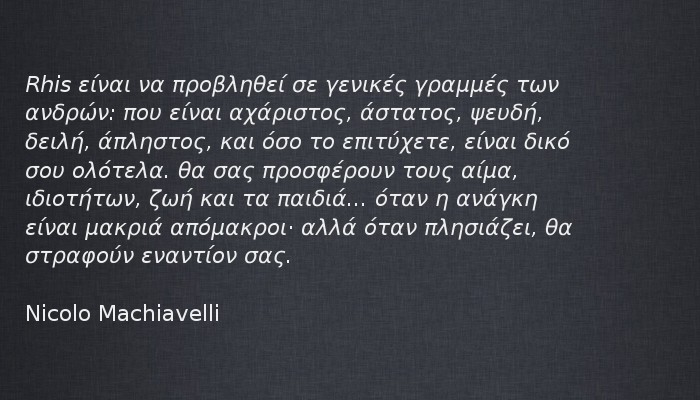 Rhis είναι να προβληθεί σε γενικές γραμμές των
ανδρών: που είναι αχάριστος, άστατος, ψευδή,
δειλή, άπληστος, και όσο το επιτύχετε, είναι δικό
σου ολότελα. θα σας προσφέρουν τους αίμα,
ιδιοτήτων, ζωή και τα παιδιά... όταν η ανάγκη
είναι μακριά απόμακροι· αλλά όταν πλησιάζει, θα
στραφούν εναντίον σας.
Nicolo Machiavelli